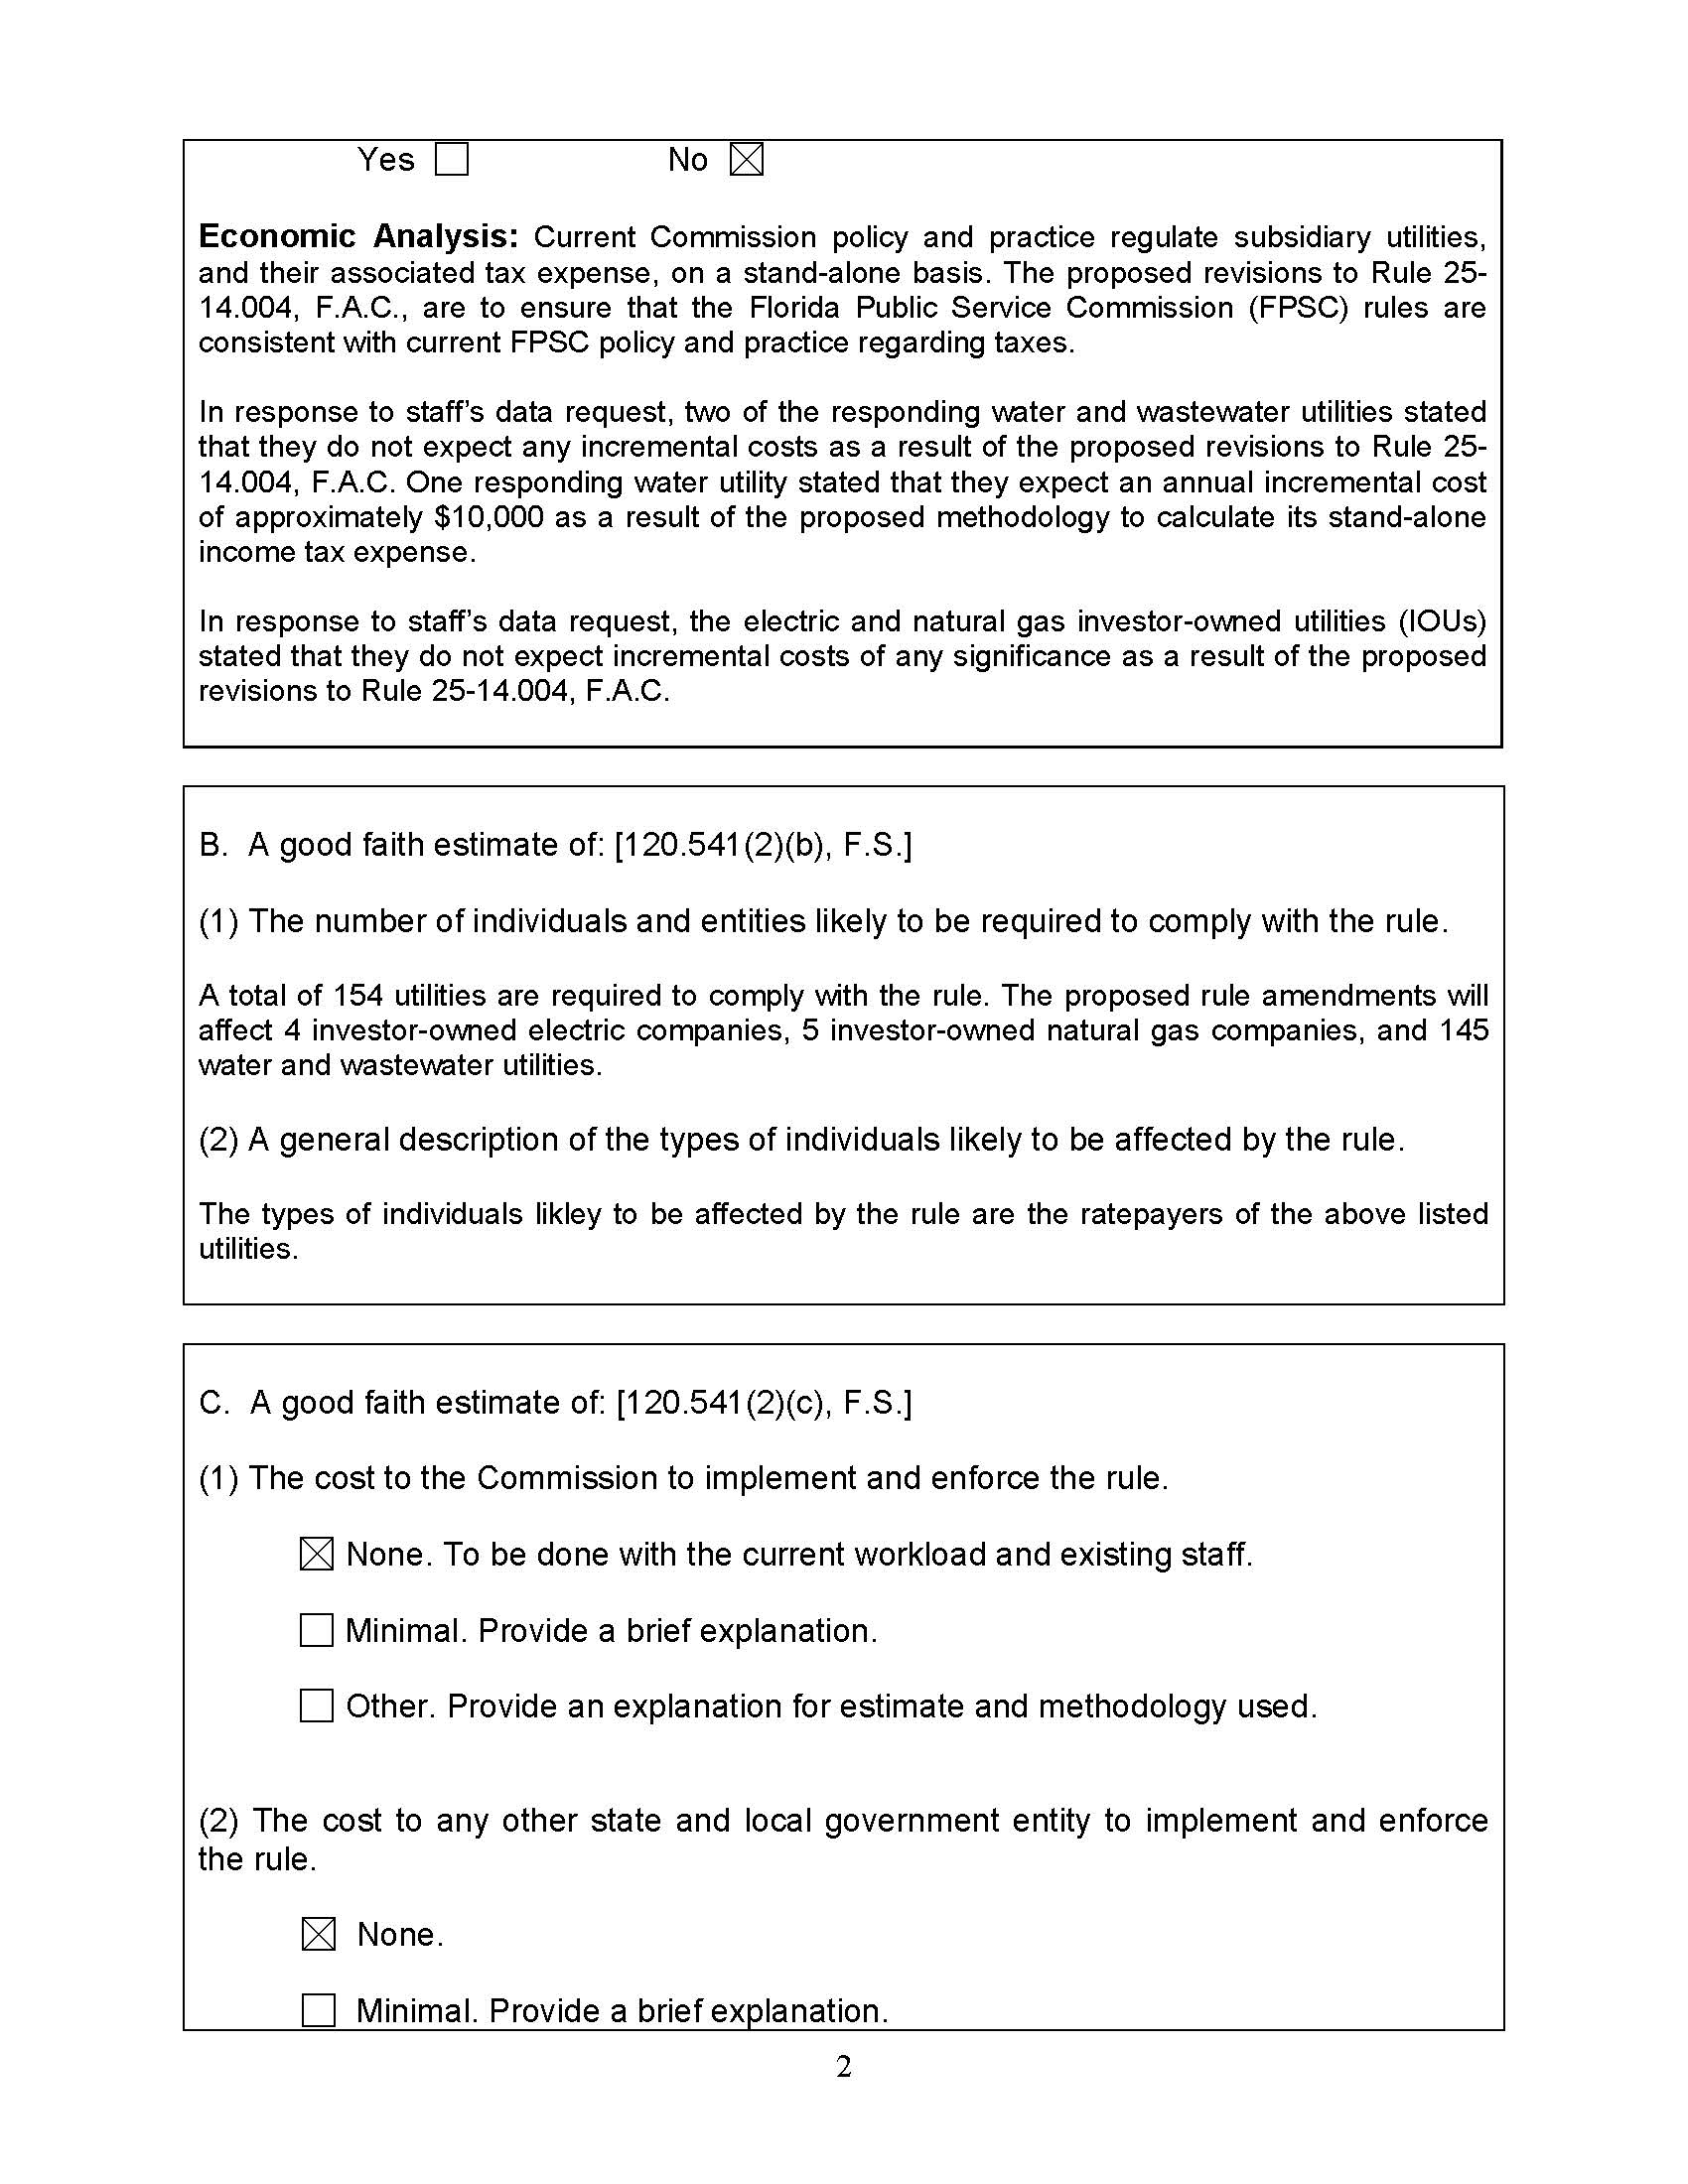 Yes ☐ No ☒
Economic Analysis: Current Commission policy and practice regulate subsidiary utilities,
and their associated tax expense, on a stand-alone basis. The proposed revisions to Rule 25-
14.004, F.A.C., are to ensure that the Florida Public Service Commission (FPSC) rules are
consistent with current FPSC policy and practice regarding taxes.
In response to staff's data request, two of the responding water and wastewater utilities stated
that they do not expect any incremental costs as a result of the proposed revisions to Rule 25-
14.004, F.A.C. One responding water utility stated that they expect an annual incremental cost
of approximately $10,000 as a result of the proposed methodology to calculate its stand-alone
income tax expense.
In response to staff's data request, the electric and natural gas investor-owned utilities (IOUs)
stated that they do not expect incremental costs of any significance as a result of the proposed
revisions to Rule 25-14.004, F.A.C.
B. A good faith estimate of: [120.541(2)(b), F.S.]
(1) The number of individuals and entities likely to be required to comply with the rule.
A total of 154 utilities are required to comply with the rule. The proposed rule amendments will
affect 4 investor-owned electric companies, 5 investor-owned natural gas companies, and 145
water and wastewater utilities.
(2) A general description of the types of individuals likely to be affected by the rule.
The types of individuals likley to be affected by the rule are the ratepayers of the above listed
utilities.
C. A good faith estimate of: [120.541(2)(c), F.S.]
(1) The cost to the Commission to implement and enforce the rule.
☒ None. To be done with the current workload and existing staff.
☐ Minimal. Provide a brief explanation.
☐ Other. Provide an explanation for estimate and methodology used.
(2) The cost to any other state and local government entity to implement and enforce
the rule.
☒ None.
☐ Minimal. Provide a brief explanation.
2